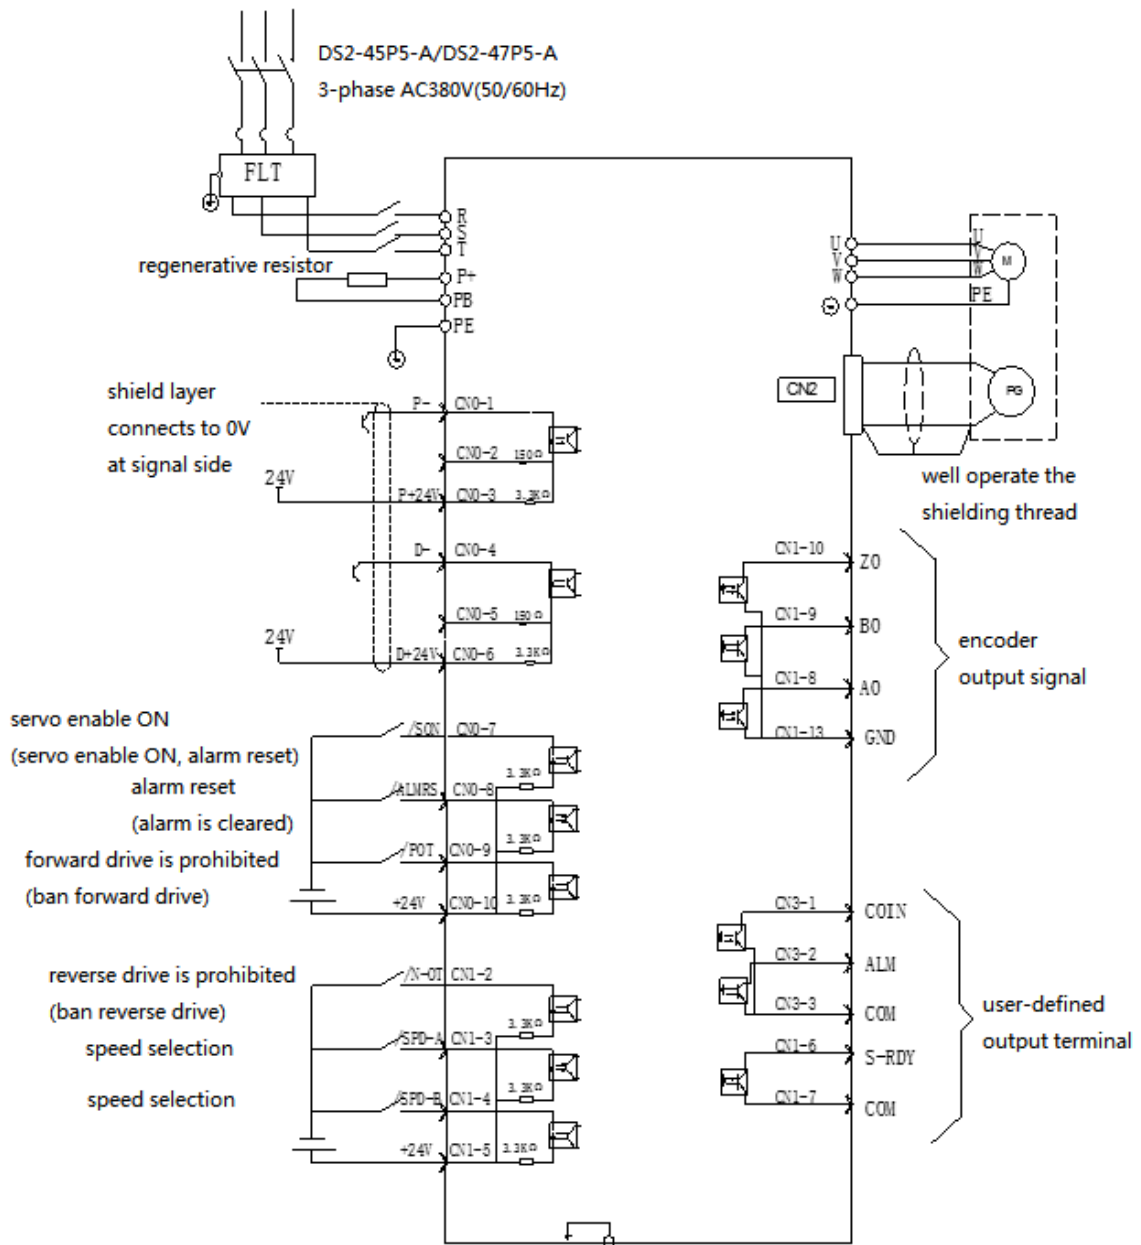 DS2-45P5-A/DS2-47P5-A
3-phase AC380V(50/60Hz)
FLT
R
S
T
regenerative resistor
P+
PB
PE
U
V
W
U
V
W
M
PE
CN2
PG
well operate the
shielding thread
shield layer
connects to 0V
at signal side
P- CN0-1
CN0-2 150Ω
24V
P+24V CN0-3 3.3KΩ
D- CN0-4
CN0-5 150Ω
24V
D+24V CN0-6 3.3KΩ
servo enable ON
(servo enable ON, alarm reset)
/SON CN0-7
3.3KΩ
alarm reset
(alarm is cleared)
/ALMRS CN0-8
3.3KΩ
forward drive is prohibited
(ban forward drive)
/POT CN0-9
+24V CN0-10 3.3KΩ
reverse drive is prohibited
(ban reverse drive)
/N-OT CN1-2
3.3KΩ
speed selection
/SPD-A CN1-3
3.3KΩ
speed selection
/SPD-B CN1-4
+24V CN1-5 3.3KΩ
CN1-10 ZO
CN1-9 BO
CN1-8 AO
CN1-13 GND
encoder
output signal
CN3-1 COIN
CN3-2 ALM
CN3-3 COM
CN1-6 S-RDY
CN1-7 COM
user-defined
output terminal